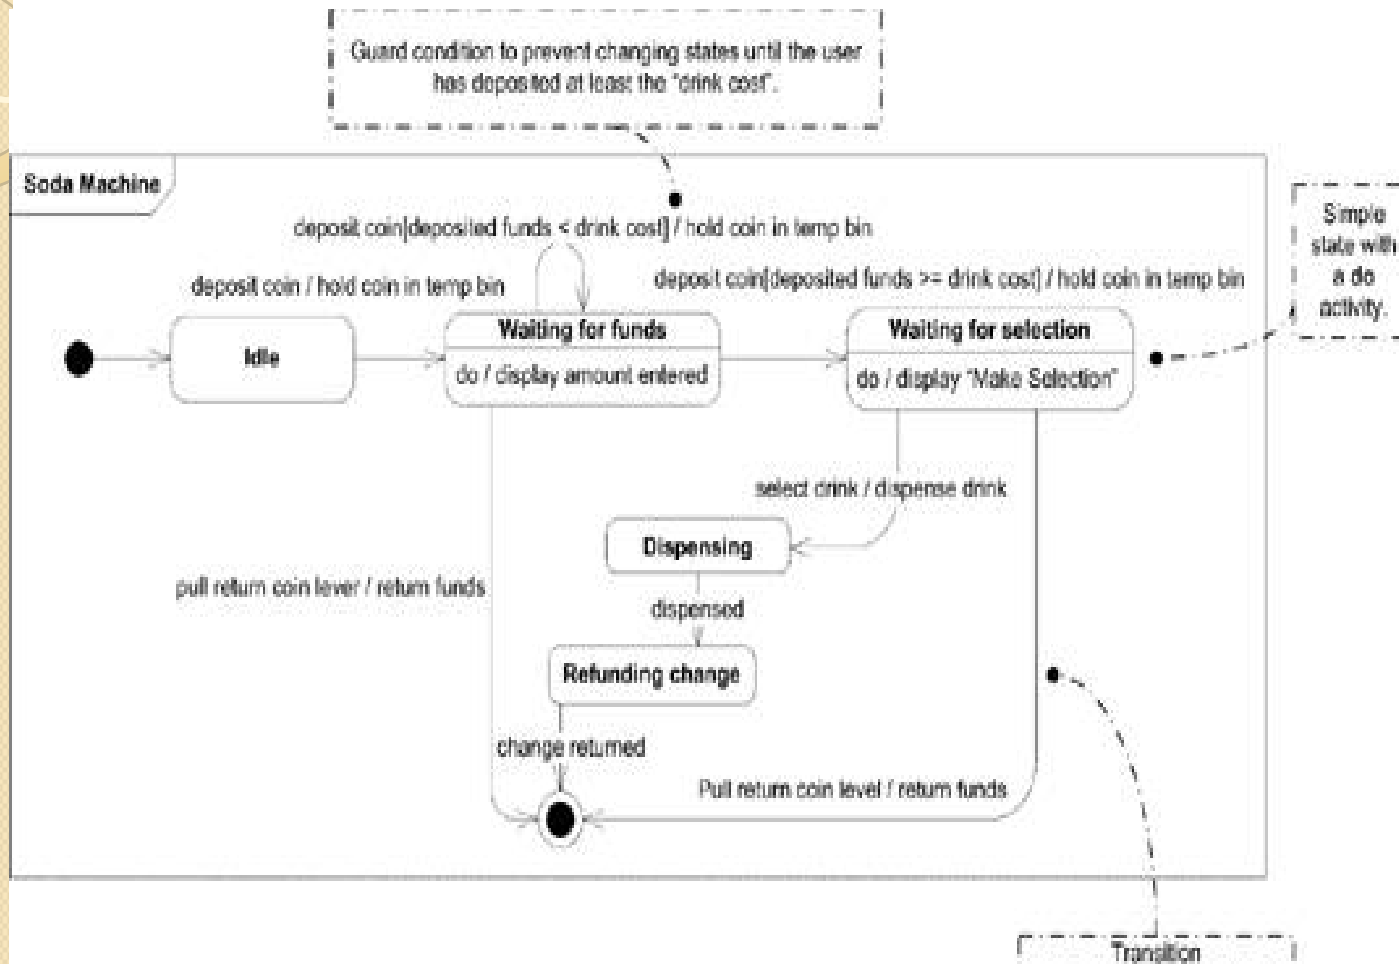 Guard condition to prevent changing states until the user
has deposited at least the "drink cost".
Soda Machine
deposit coin[deposited funds < drink cost] / hold coin in temp bin
deposit coin / hold coin in temp bin
deposit coin[deposited funds >= drink cost] / hold coin in temp bin
Simple
state with
a do
activity.
Idle
Waiting for funds
do / display amount entered
Waiting for selection
do / display "Make Selection"
select drink / dispense drink
Dispensing
pull return coin lever / return funds
dispensed
Refunding change
change returned
Pull return coin level / return funds
Transition